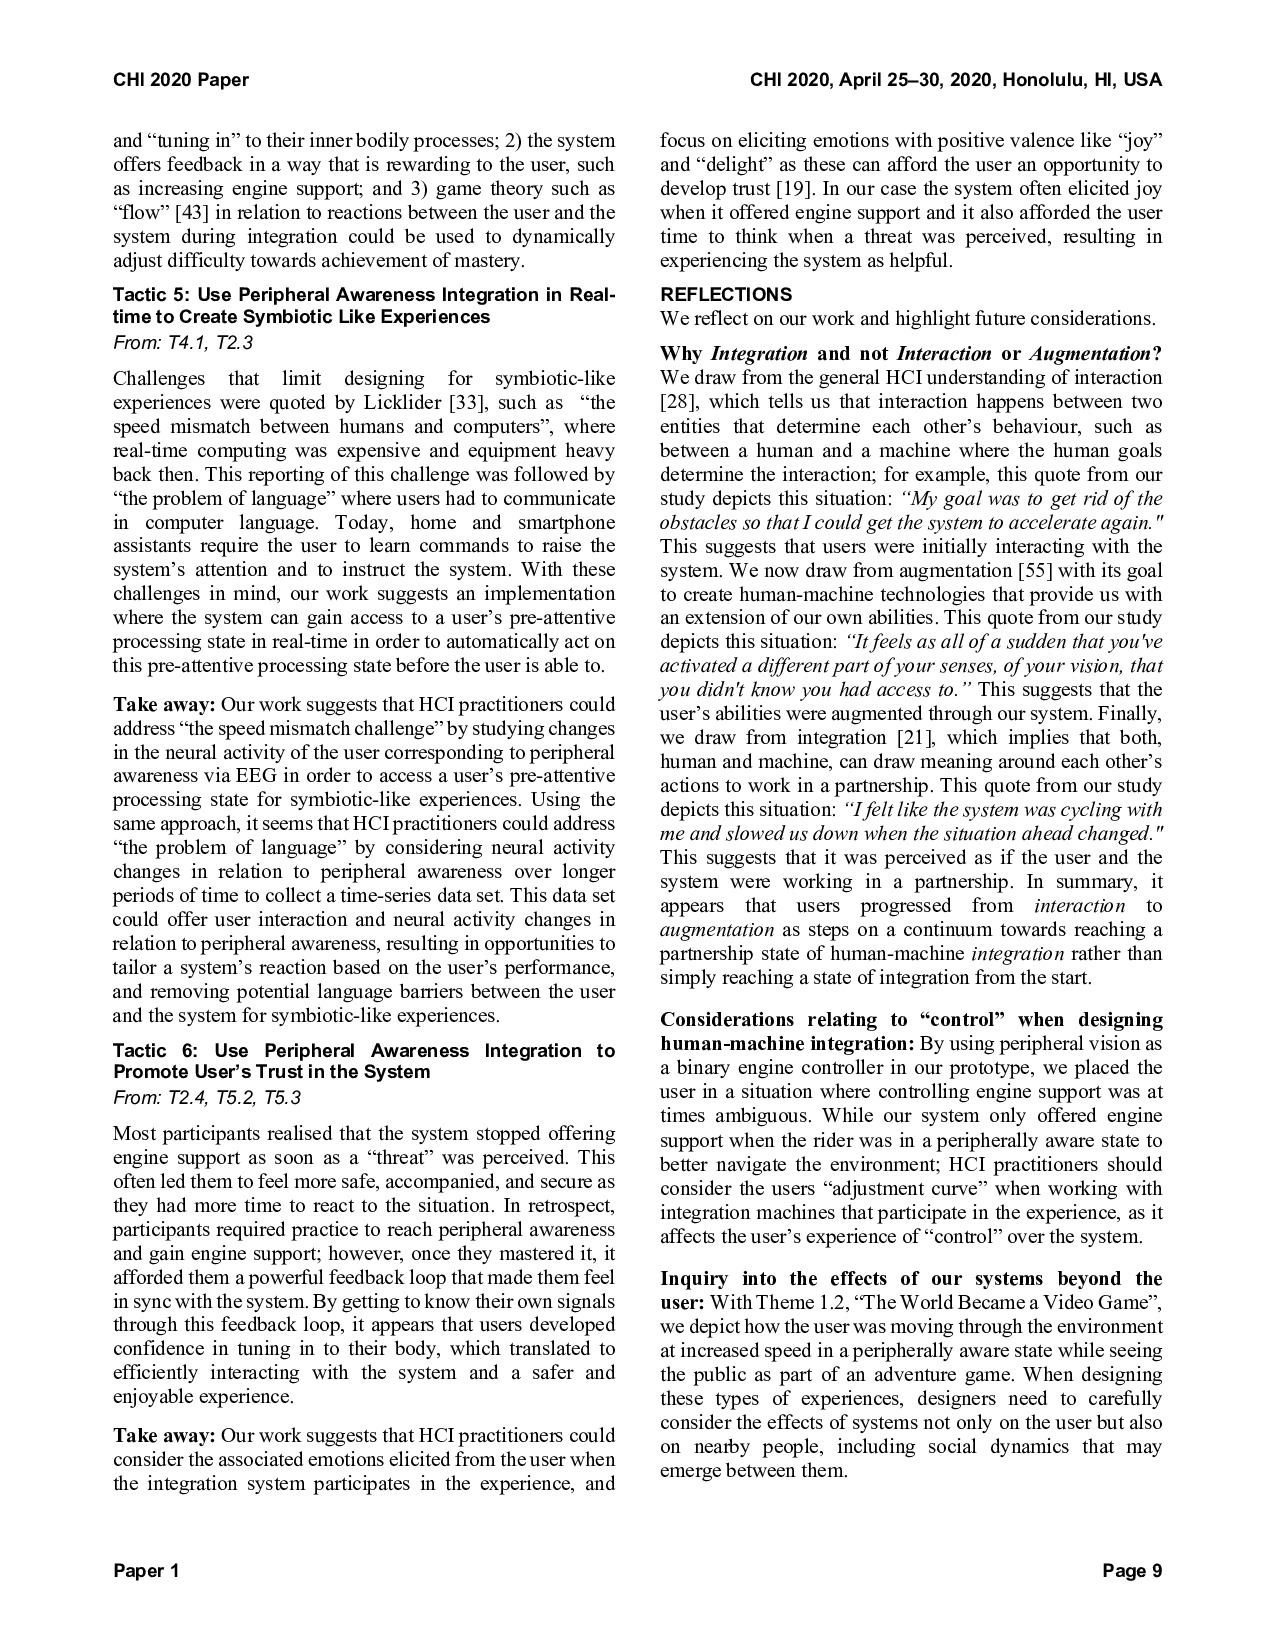 CHI 2020 Paper
CHI 2020, April 25–30, 2020, Honolulu, HI, USA
and “tuning in” to their inner bodily processes; 2) the system
offers feedback in a way that is rewarding to the user, such
as increasing engine support; and 3) game theory such as
“flow” [43] in relation to reactions between the user and the
system during integration could be used to dynamically
adjust difficulty towards achievement of mastery.
Tactic 5: Use Peripheral Awareness Integration in Real-
time to Create Symbiotic Like Experiences
From: T4.1, T2.3
Challenges that limit designing for symbiotic-like
experiences were quoted by Licklider [33], such as “the
speed mismatch between humans and computers”, where
real-time computing was expensive and equipment heavy
back then. This reporting of this challenge was followed by
“the problem of language” where users had to communicate
in computer language. Today, home and smartphone
assistants require the user to learn commands to raise the
system’s attention and to instruct the system. With these
challenges in mind, our work suggests an implementation
where the system can gain access to a user’s pre-attentive
processing state in real-time in order to automatically act on
this pre-attentive processing state before the user is able to.
Take away: Our work suggests that HCI practitioners could
address “the speed mismatch challenge” by studying changes
in the neural activity of the user corresponding to peripheral
awareness via EEG in order to access a user’s pre-attentive
processing state for symbiotic-like experiences. Using the
same approach, it seems that HCI practitioners could address
“the problem of language” by considering neural activity
changes in relation to peripheral awareness over longer
periods of time to collect a time-series data set. This data set
could offer user interaction and neural activity changes in
relation to peripheral awareness, resulting in opportunities to
tailor a system’s reaction based on the user’s performance,
and removing potential language barriers between the user
and the system for symbiotic-like experiences.
Tactic 6: Use Peripheral Awareness Integration to
Promote User’s Trust in the System
From: T2.4, T5.2, T5.3
Most participants realised that the system stopped offering
engine support as soon as a “threat” was perceived. This
often led them to feel more safe, accompanied, and secure as
they had more time to react to the situation. In retrospect,
participants required practice to reach peripheral awareness
and gain engine support; however, once they mastered it, it
afforded them a powerful feedback loop that made them feel
in sync with the system. By getting to know their own signals
through this feedback loop, it appears that users developed
confidence in tuning in to their body, which translated to
efficiently interacting with the system and a safer and
enjoyable experience.
Take away: Our work suggests that HCI practitioners could
consider the associated emotions elicited from the user when
the integration system participates in the experience, and
focus on eliciting emotions with positive valence like “joy”
and “delight” as these can afford the user an opportunity to
develop trust [19]. In our case the system often elicited joy
when it offered engine support and it also afforded the user
time to think when a threat was perceived, resulting in
experiencing the system as helpful.
REFLECTIONS
We reflect on our work and highlight future considerations.
Why Integration and not Interaction or Augmentation?
We draw from the general HCI understanding of interaction
[28], which tells us that interaction happens between two
entities that determine each other’s behaviour, such as
between a human and a machine where the human goals
determine the interaction; for example, this quote from our
study depicts this situation: “My goal was to get rid of the
obstacles so that I could get the system to accelerate again."
This suggests that users were initially interacting with the
system. We now draw from augmentation [55] with its goal
to create human-machine technologies that provide us with
an extension of our own abilities. This quote from our study
depicts this situation: “It feels as all of a sudden that you've
activated a different part of your senses, of your vision, that
you didn't know you had access to.” This suggests that the
user’s abilities were augmented through our system. Finally,
we draw from integration [21], which implies that both,
human and machine, can draw meaning around each other’s
actions to work in a partnership. This quote from our study
depicts this situation: “I felt like the system was cycling with
me and slowed us down when the situation ahead changed."
This suggests that it was perceived as if the user and the
system were working in a partnership. In summary, it
appears that users progressed from interaction to
augmentation as steps on a continuum towards reaching a
partnership state of human-machine integration rather than
simply reaching a state of integration from the start.
Considerations relating to “control” when designing
human-machine integration: By using peripheral vision as
a binary engine controller in our prototype, we placed the
user in a situation where controlling engine support was at
times ambiguous. While our system only offered engine
support when the rider was in a peripherally aware state to
better navigate the environment; HCI practitioners should
consider the users “adjustment curve” when working with
integration machines that participate in the experience, as it
affects the user’s experience of “control” over the system.
Inquiry into the effects of our systems beyond the
user: With Theme 1.2, “The World Became a Video Game”,
we depict how the user was moving through the environment
at increased speed in a peripherally aware state while seeing
the public as part of an adventure game. When designing
these types of experiences, designers need to carefully
consider the effects of systems not only on the user but also
on nearby people, including social dynamics that may
emerge between them.
Paper 1
Page 9